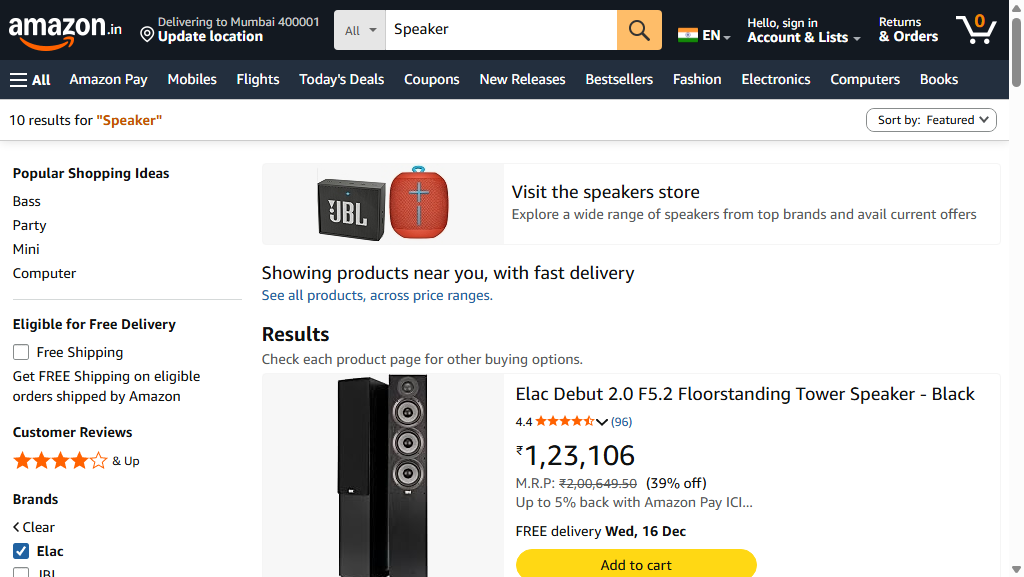 amazon.in
Delivering to Mumbai 400001
Update location
All
Speaker
EN
Hello, sign in
Account & Lists
Returns
& Orders
0
All
Amazon Pay
Mobiles
Flights
Today's Deals
Coupons
New Releases
Bestsellers
Fashion
Electronics
Computers
Books
10 results for "Speaker"
Sort by: Featured
Popular Shopping Ideas
Bass
Party
Mini
Computer
Eligible for Free Delivery
Free Shipping
Get FREE Shipping on eligible
orders shipped by Amazon
Customer Reviews
& Up
Brands
Clear
Elac
JBL
JBL
Visit the speakers store
Explore a wide range of speakers from top brands and avail current offers
Showing products near you, with fast delivery
See all products, across price ranges.
Results
Check each product page for other buying options.
Elac Debut 2.0 F5.2 Floorstanding Tower Speaker - Black
4.4 (96)
₹1,23,106
M.R.P: ₹2,00,649.50 (39% off)
Up to 5% back with Amazon Pay ICI...
FREE delivery Wed, 16 Dec
Add to cart